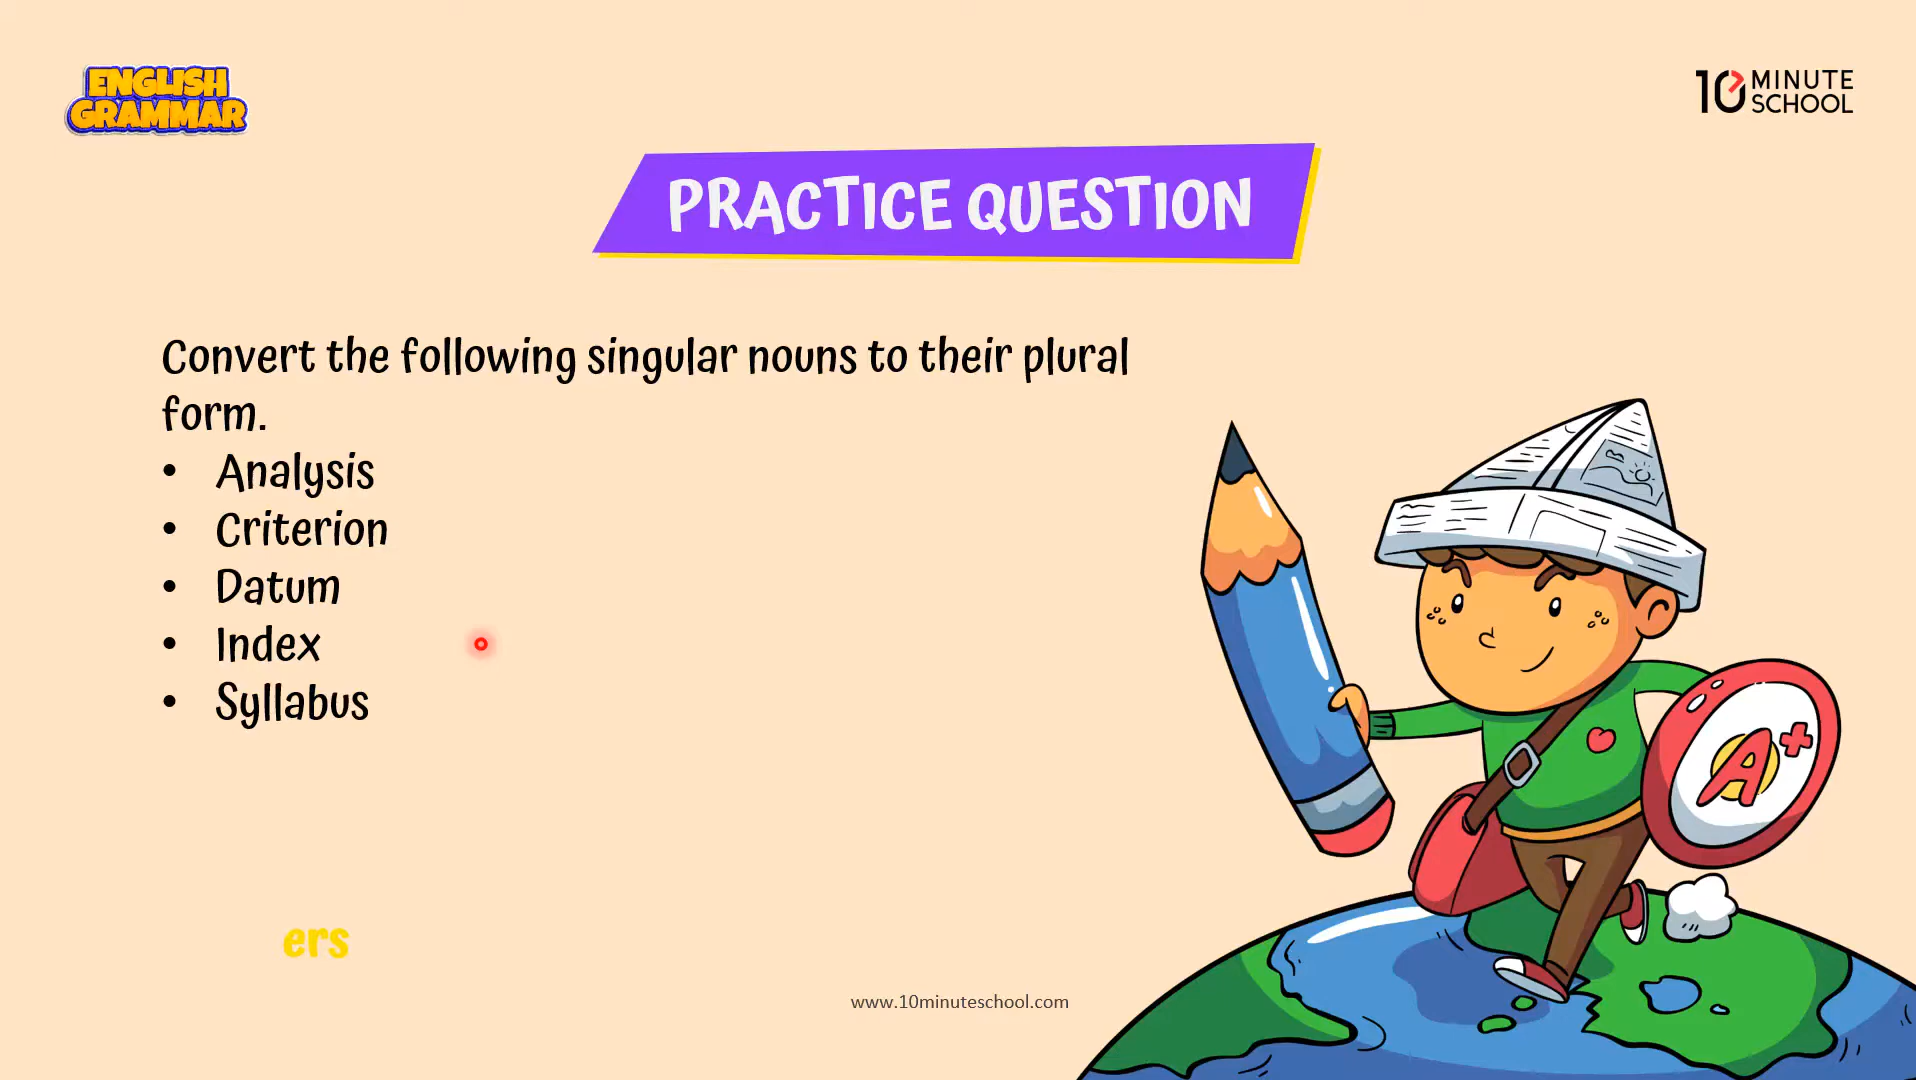 ENGLISH
GRAMMAR
10 MINUTE
SCHOOL
PRACTICE QUESTION
Convert the following singular nouns to their plural
form.
• Analysis
• Criterion
• Datum
• Index
• Syllabus
A+
ers
www.10minuteschool.com